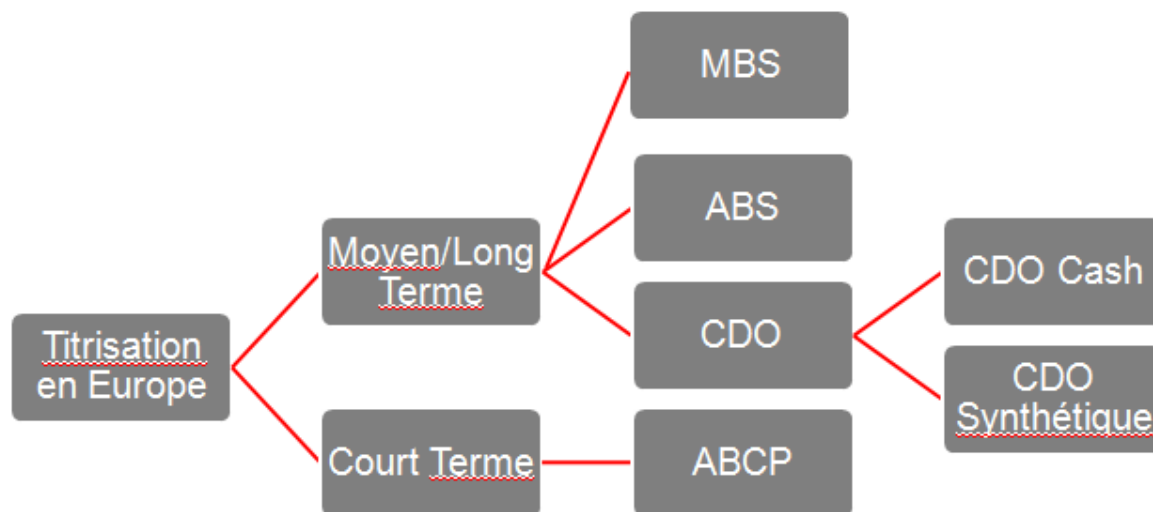 Titrisation
en Europe
Moyen/Long
Terme
Court Terme
MBS
ABS
CDO
ABCP
CDO Cash
CDO
Synthétique